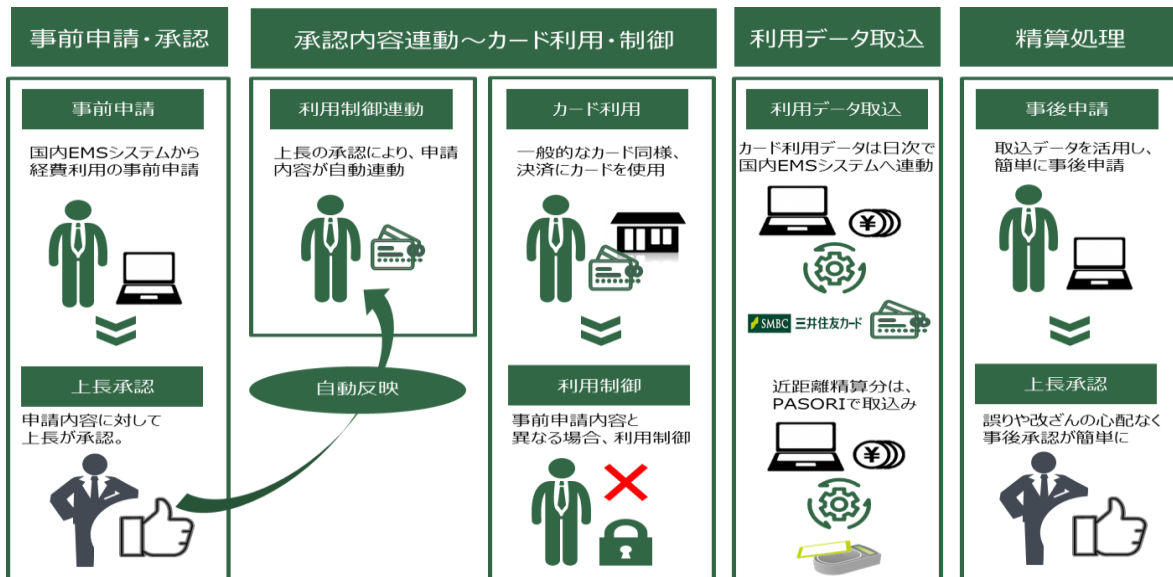 事前申請・承認
承認内容連動～カード利用・制御
利用データ取込
精算処理
事前申請
国内EMSシステムから
経費利用の事前申請
上長承認
申請内容に対して
上長が承認。
利用制御連動
上長の承認により、申請
内容が自動連動
自動反映
カード利用
一般的なカード同様、
決済にカードを使用
利用制御
事前申請内容と
異なる場合、利用制御
利用データ取込
カード利用データは日次で
国内EMSシステムへ連動
¥
SMBC 三井住友カード
近距離精算分は、
PASORIで取込み
¥
事後申請
取込データを活用し、
簡単に事後申請
上長承認
誤りや改ざんの心配なく
事後承認が簡単に